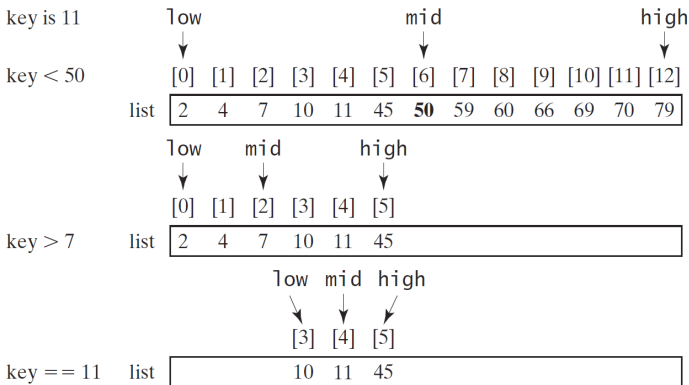 key is 11 low mid high
key < 50 [0] [1] [2] [3] [4] [5] [6] [7] [8] [9] [10] [11] [12]
list 2 4 7 10 11 45 50 59 60 66 69 70 79
low mid high
[0] [1] [2] [3] [4] [5]
key > 7 list 2 4 7 10 11 45
low mid high
[3] [4] [5]
key == 11 list 10 11 45